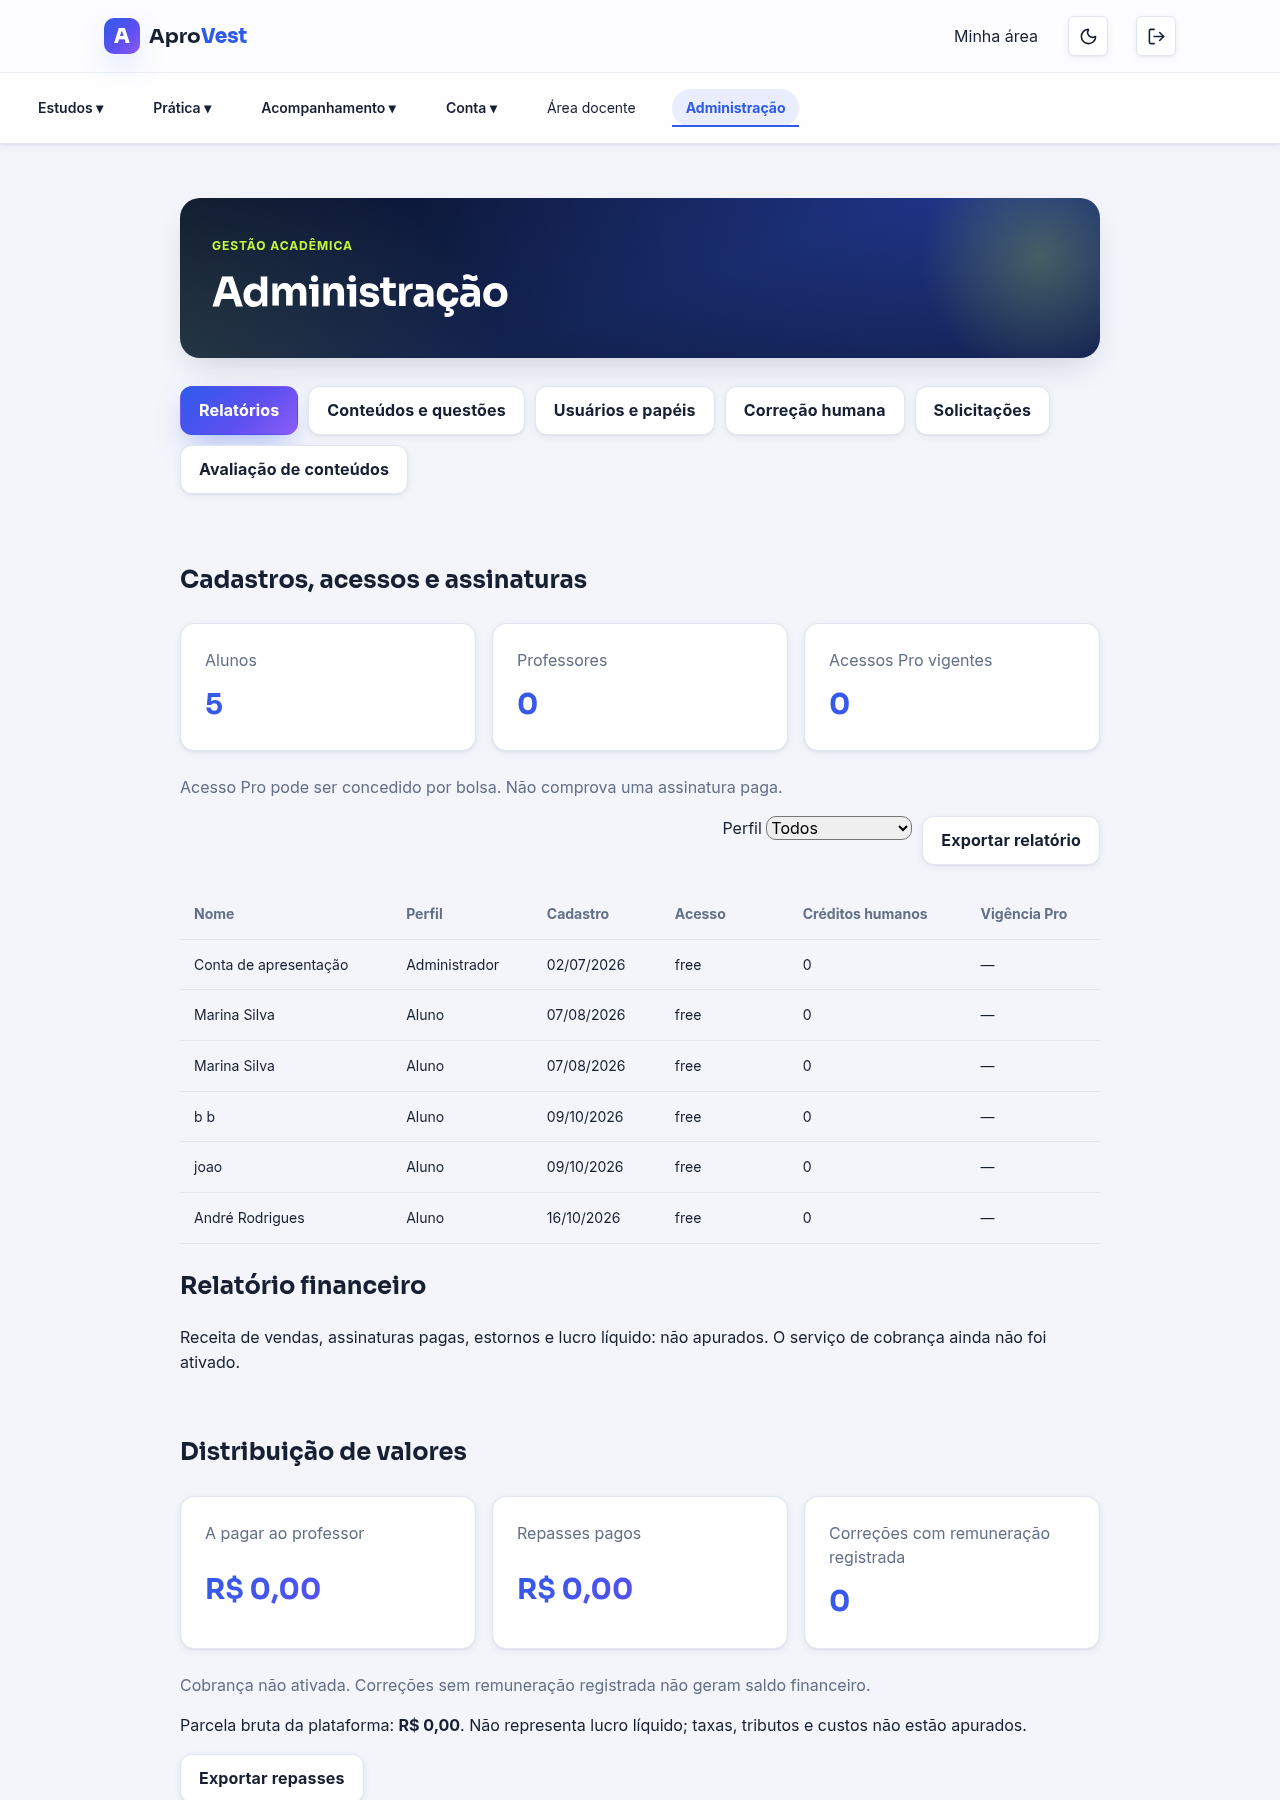 A AproVest
Minha área
Estudos ▾
Prática ▾
Acompanhamento ▾
Conta ▾
Área docente
Administração
GESTÃO ACADÊMICA
Administração
Relatórios
Conteúdos e questões
Usuários e papéis
Correção humana
Solicitações
Avaliação de conteúdos
Cadastros, acessos e assinaturas
Alunos
5
Professores
0
Acessos Pro vigentes
0
Acesso Pro pode ser concedido por bolsa. Não comprova uma assinatura paga.
Perfil Todos
Exportar relatório
Nome Perfil Cadastro Acesso Créditos humanos Vigência Pro
Conta de apresentação Administrador 02/07/2026 free 0 —
Marina Silva Aluno 07/08/2026 free 0 —
Marina Silva Aluno 07/08/2026 free 0 —
b b Aluno 09/10/2026 free 0 —
joao Aluno 09/10/2026 free 0 —
André Rodrigues Aluno 16/10/2026 free 0 —
Relatório financeiro
Receita de vendas, assinaturas pagas, estornos e lucro líquido: não apurados. O serviço de cobrança ainda não foi
ativado.
Distribuição de valores
A pagar ao professor
R$ 0,00
Repasses pagos
R$ 0,00
Correções com remuneração
registrada
0
Cobrança não ativada. Correções sem remuneração registrada não geram saldo financeiro.
Parcela bruta da plataforma: R$ 0,00. Não representa lucro líquido; taxas, tributos e custos não estão apurados.
Exportar repasses